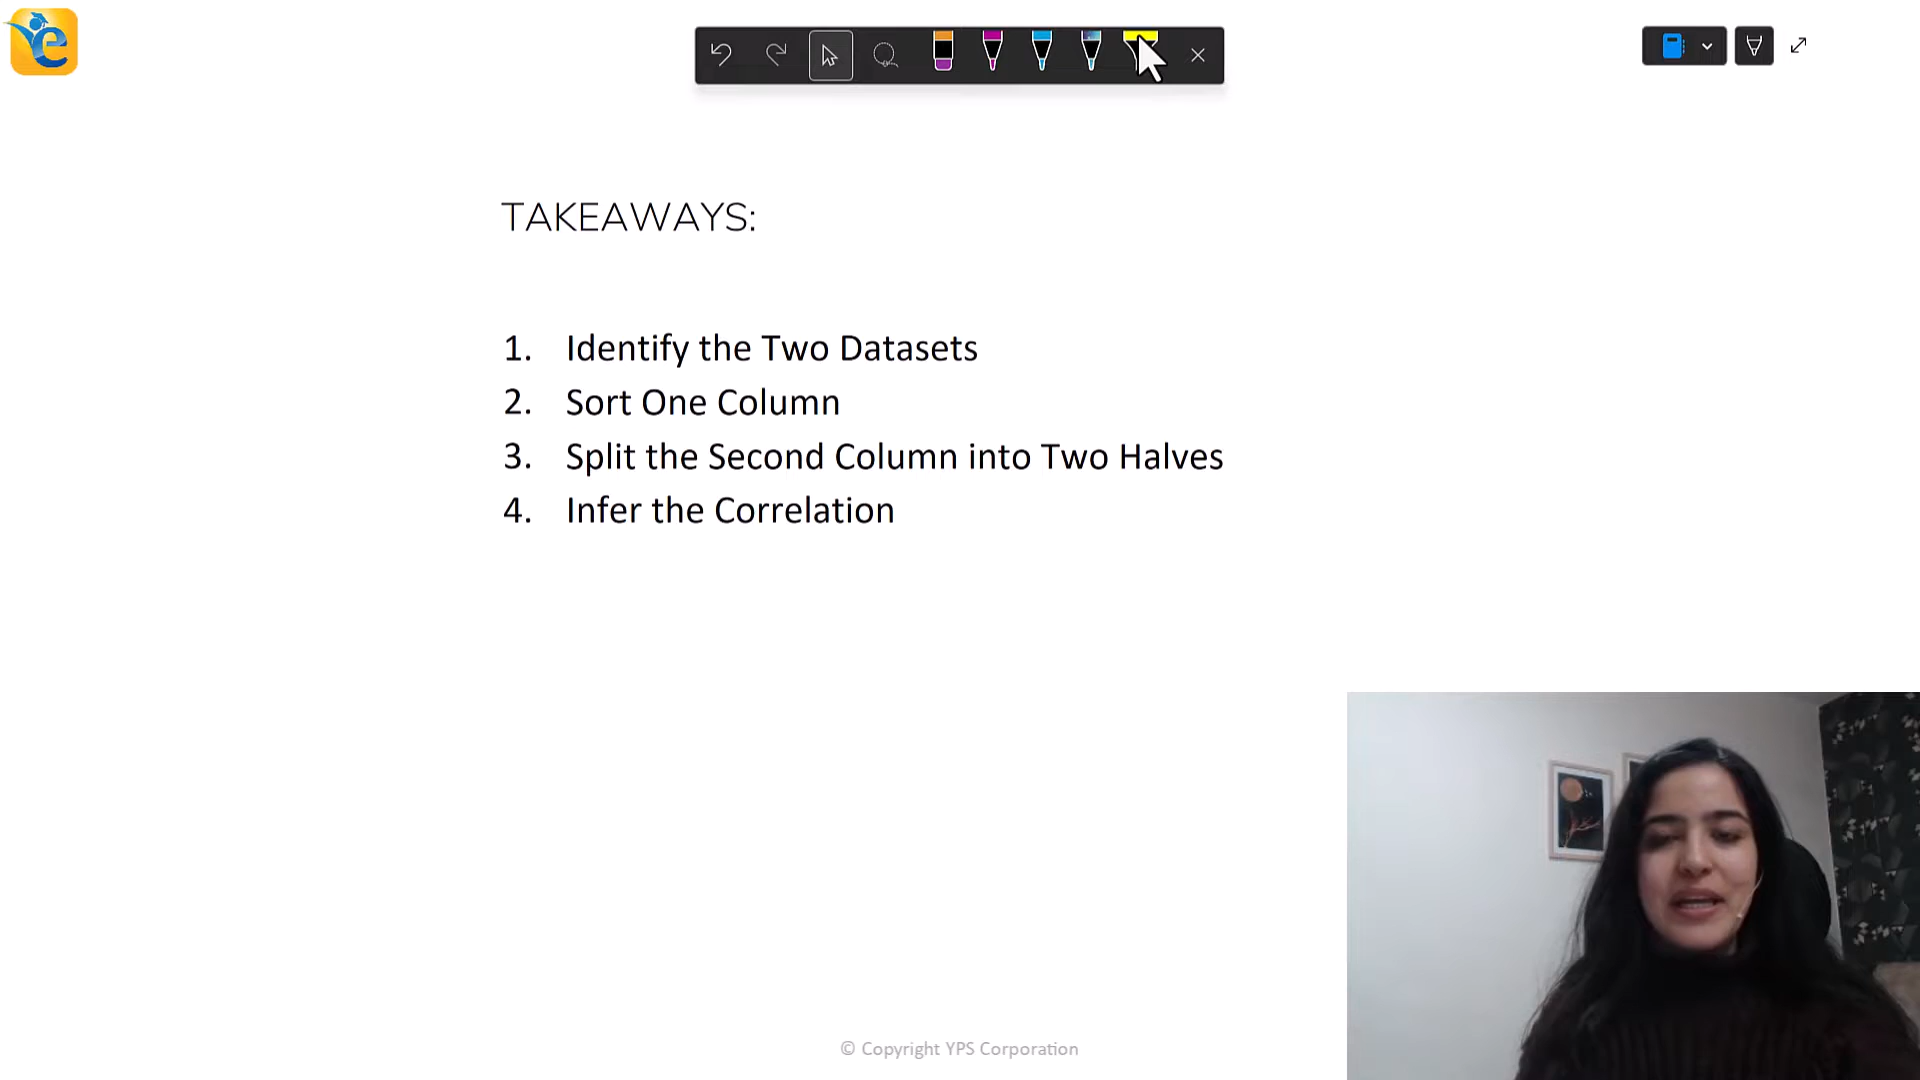 TAKEAWAYS:
1. Identify the Two Datasets
2. Sort One Column
3. Split the Second Column into Two Halves
4. Infer the Correlation
© Copyright YPS Corporation